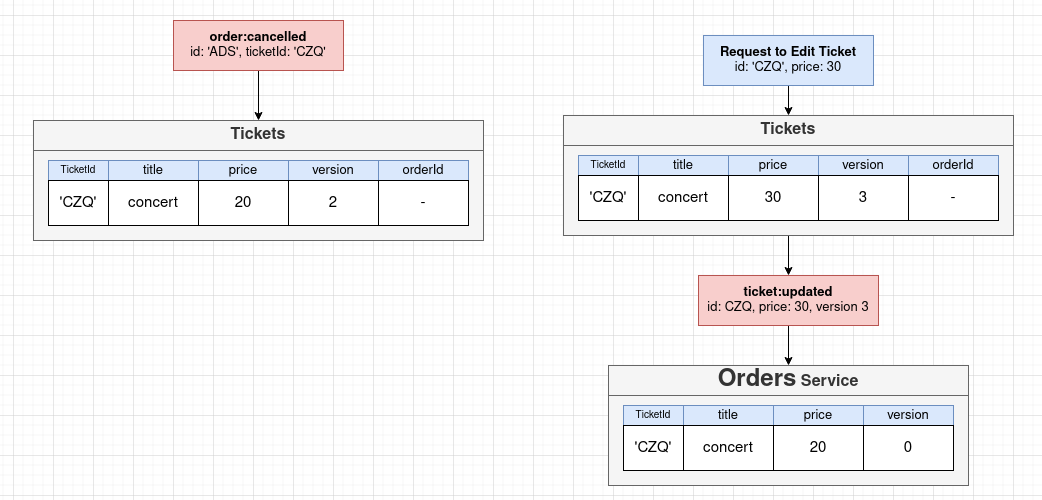 order:cancelled
id: 'ADS', ticketId: 'CZQ'
Tickets
TicketId title price version orderId
'CZQ' concert 20 2 -
Request to Edit Ticket
id: 'CZQ', price: 30
Tickets
TicketId title price version orderId
'CZQ' concert 30 3 -
ticket:updated
id: CZQ, price: 30, version 3
Orders Service
TicketId title price version
'CZQ' concert 20 0